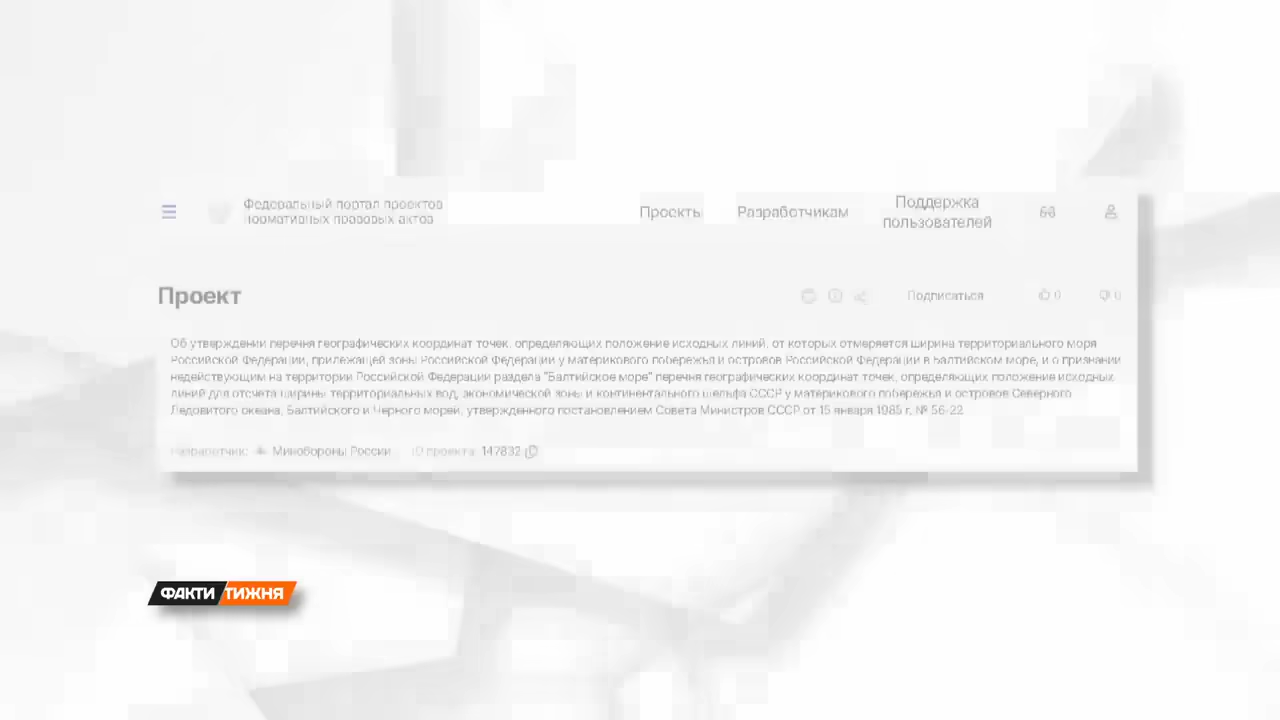 Федеральный портал проектов
нормативных правовых актов
Проекты
Разработчикам
Поддержка
пользователей
Проект
Подписаться
0
0
Об утверждении перечня географических координат точек, определяющих положение исходных линий, от которых отмеряется ширина территориального моря
Российской Федерации, прилежащей зоны Российской Федерации у материкового побережья и островов Российской Федерации в Балтийском море, и о признании
недействующим на территории Российской Федерации раздела "Балтийское море" перечня географических координат точек, определяющих положение исходных
линий для отсчета ширины территориальных вод, экономической зоны и континентального шельфа СССР у материкового побережья и островов Северного
Ледовитого океана, Балтийского и Черного морей, утвержденного постановлением Совета Министров СССР от 15 января 1985 г. № 56-22
Разработчик: Минобороны России ID проекта 147832
ФАКТИ ТИЖНЯ